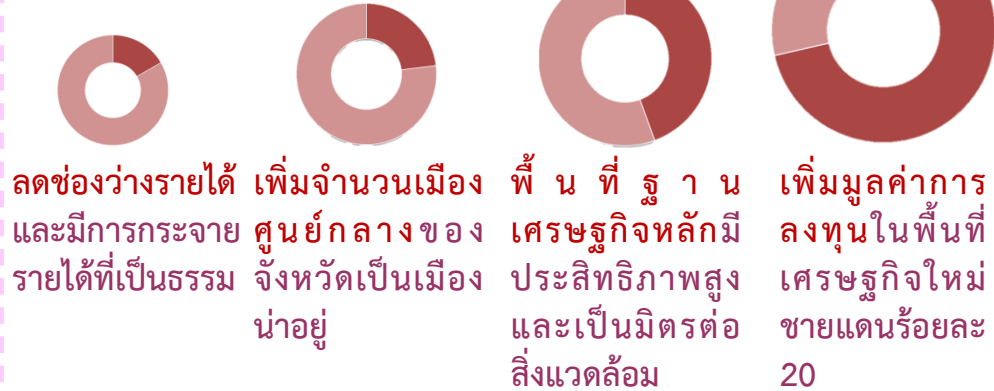 ลดช่องว่างรายได้
และมีการกระจาย
รายได้ที่เป็นธรรม
เพิ่มจำนวนเมือง
ศูนย์กลางของ
จังหวัดเป็นเมือง
น่าอยู่
พื้นที่ฐาน
เศรษฐกิจหลักมี
ประสิทธิภาพสูง
และเป็นมิตรต่อ
สิ่งแวดล้อม
เพิ่มมูลค่าการ
ลงทุนในพื้นที่
เศรษฐกิจใหม่
ชายแดนร้อยละ
20